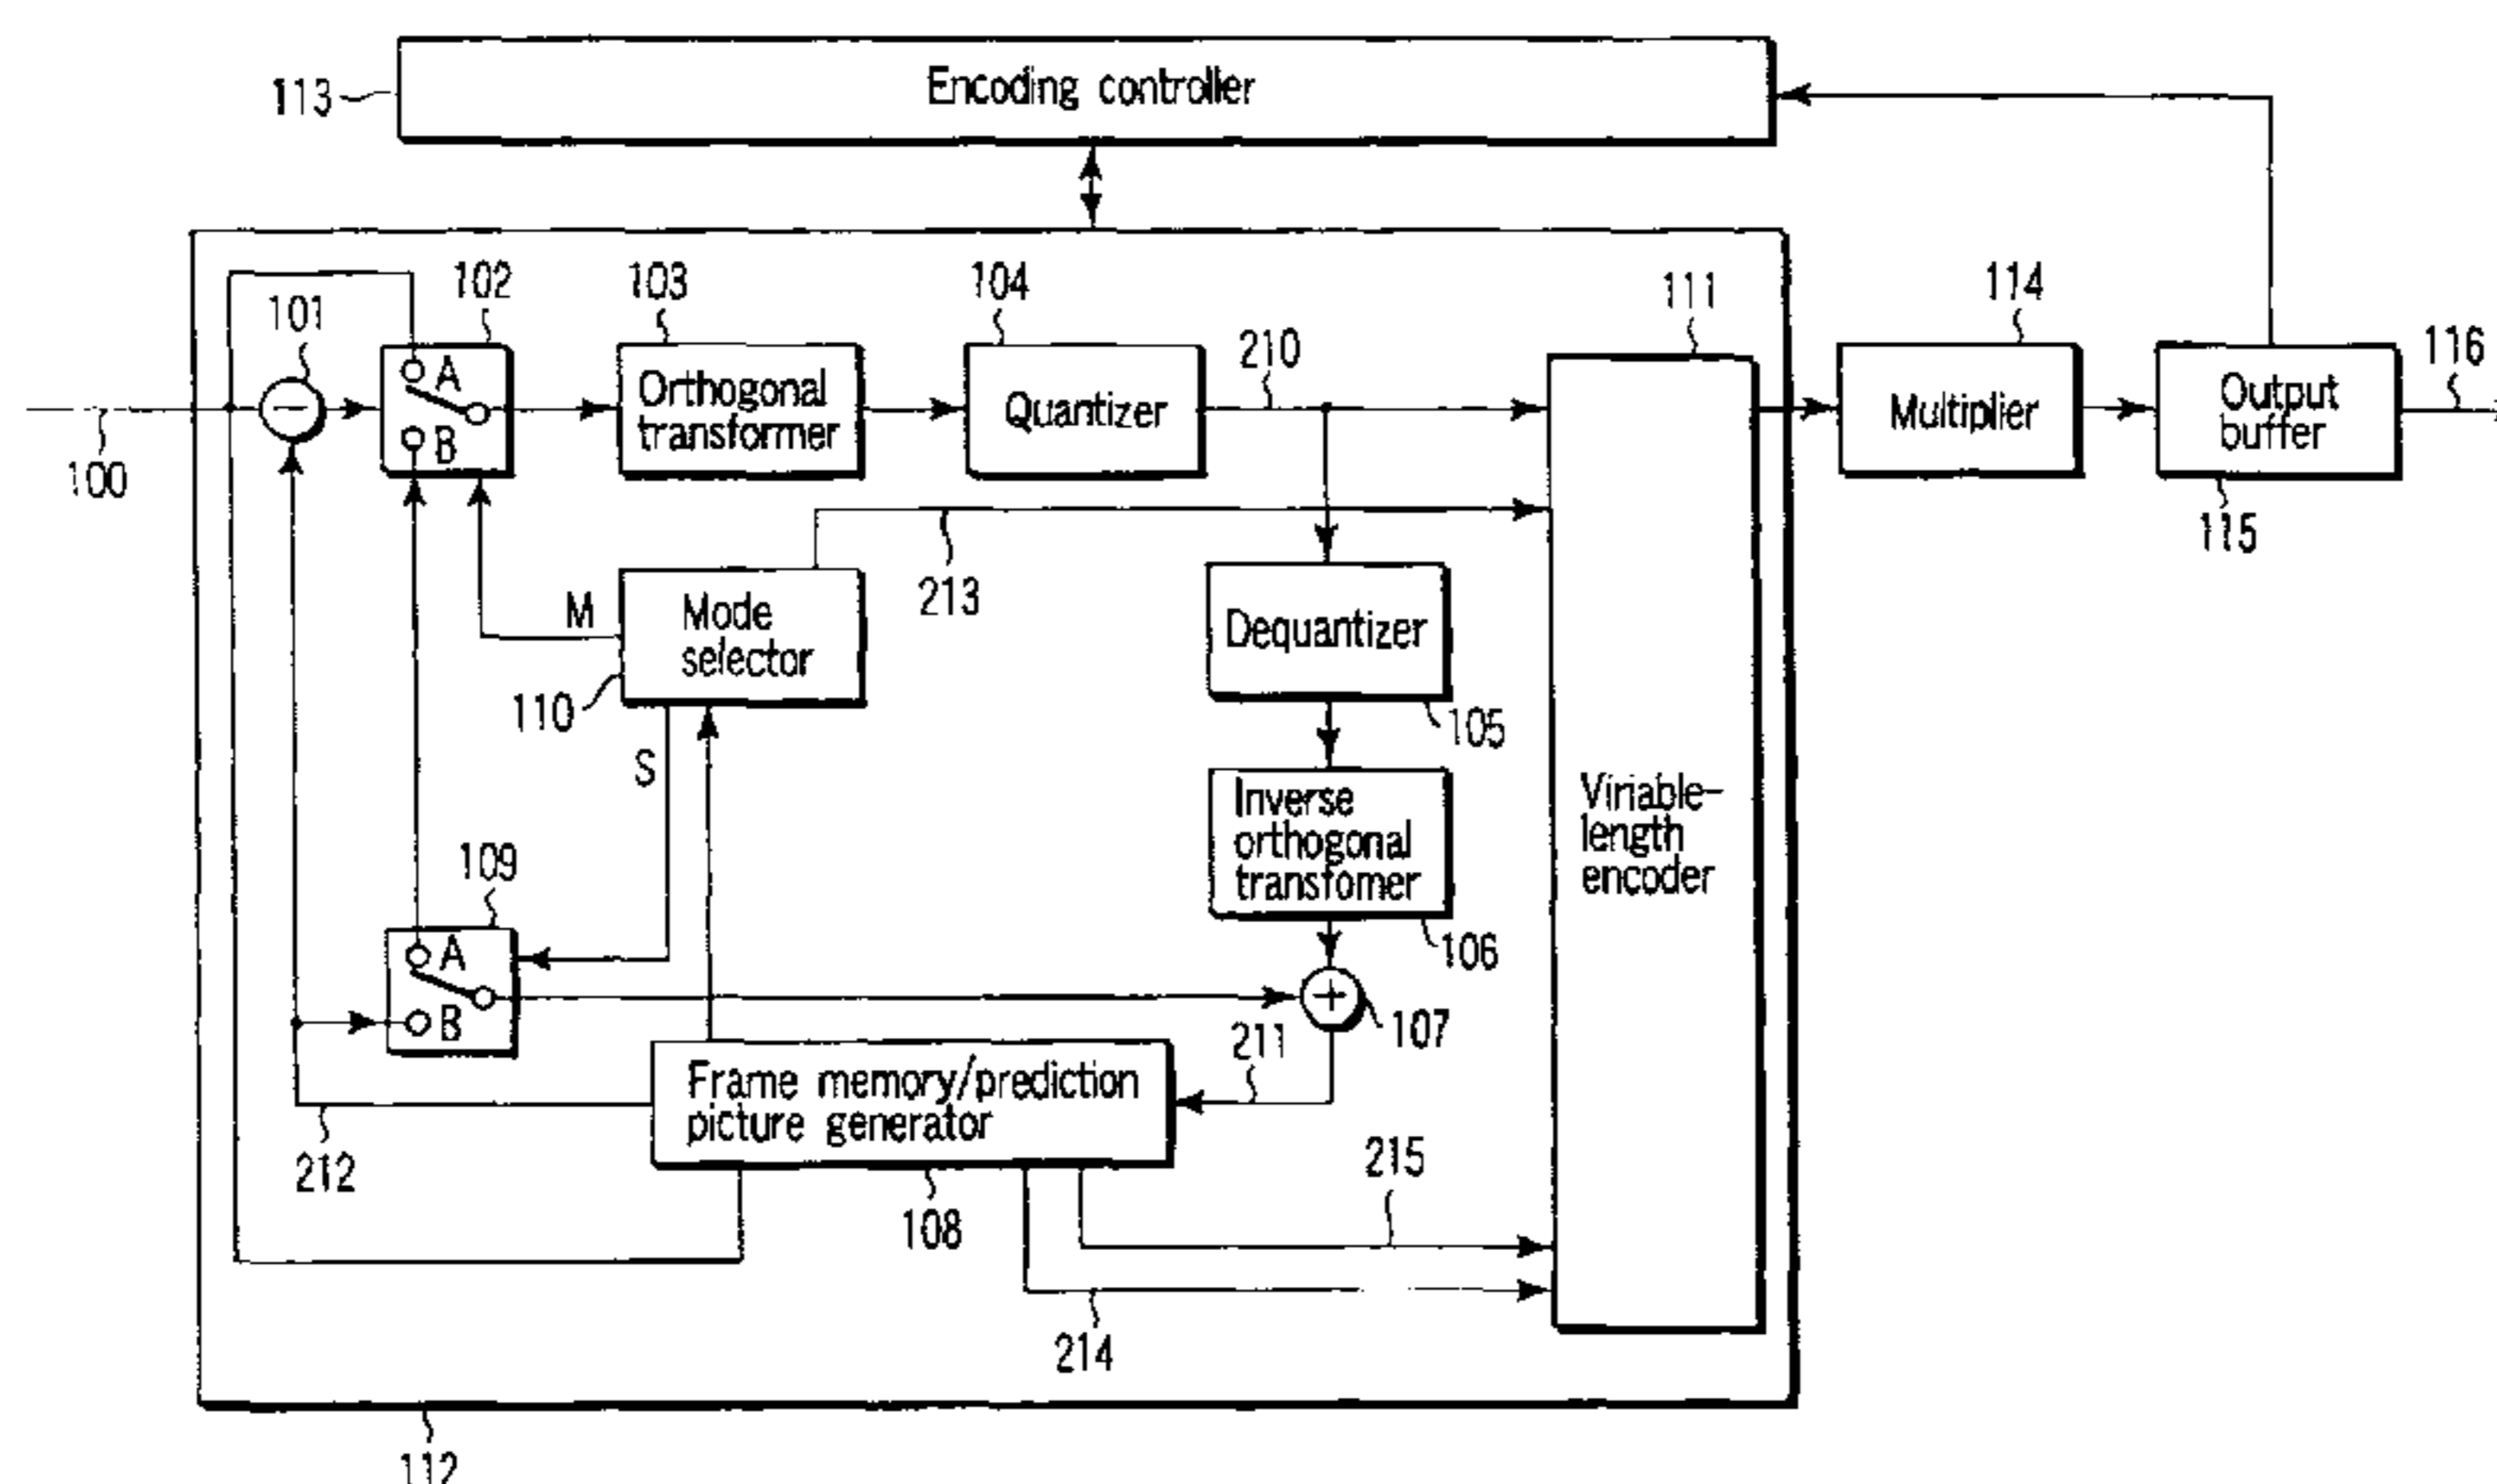 113
Encoding controller
101
102
103
104
210
111
114
116
A
B
Orthogonal
transformer
Quantizer
Multiplier
Output
buffer
100
115
213
M
Mode
selector
110
Dequantizer
105
S
Inverse
orthogonal
transfomer
106
Viriable-
length
encoder
109
A
B
107
211
Frame memory/prediction
picture generator
212
108
215
214
112